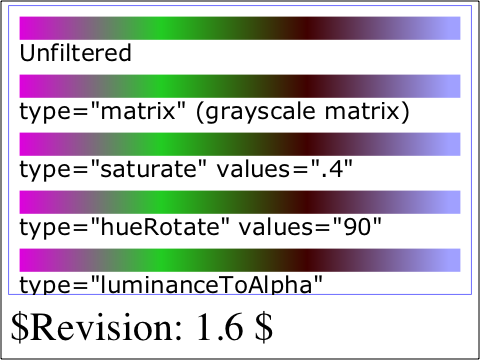 Unfiltered
type="matrix" (grayscale matrix)
type="saturate" values=".4"
type="hueRotate" values="90"
type="luminanceToAlpha"
$Revision: 1.6 $